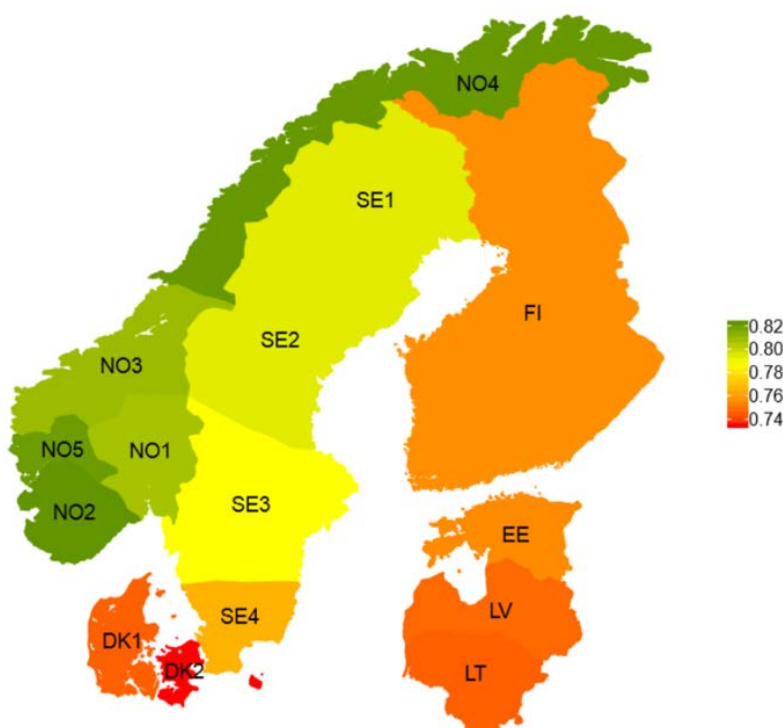 NO4
SE1
FI
SE2
0.82
0.80
NO3
0.78
0.76
0.74
NO5
NO1
NO2
SE3
EE
SE4
LV
DK1
DK2
LT